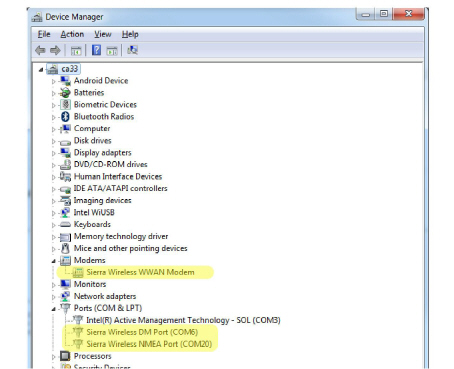 Device Manager
File Action View Help
ca33
Android Device
Batteries
Biometric Devices
Bluetooth Radios
Computer
Disk drives
Display adapters
DVD/CD-ROM drives
Human Interface Devices
IDE ATA/ATAPI controllers
Imaging devices
Intel WiUSB
Keyboards
Memory technology driver
Mice and other pointing devices
Modems
Sierra Wireless WWAN Modem
Monitors
Network adapters
Ports (COM & LPT)
Intel(R) Active Management Technology - SOL (COM3)
Sierra Wireless DM Port (COM6)
Sierra Wireless NMEA Port (COM20)
Processors
Security Devices